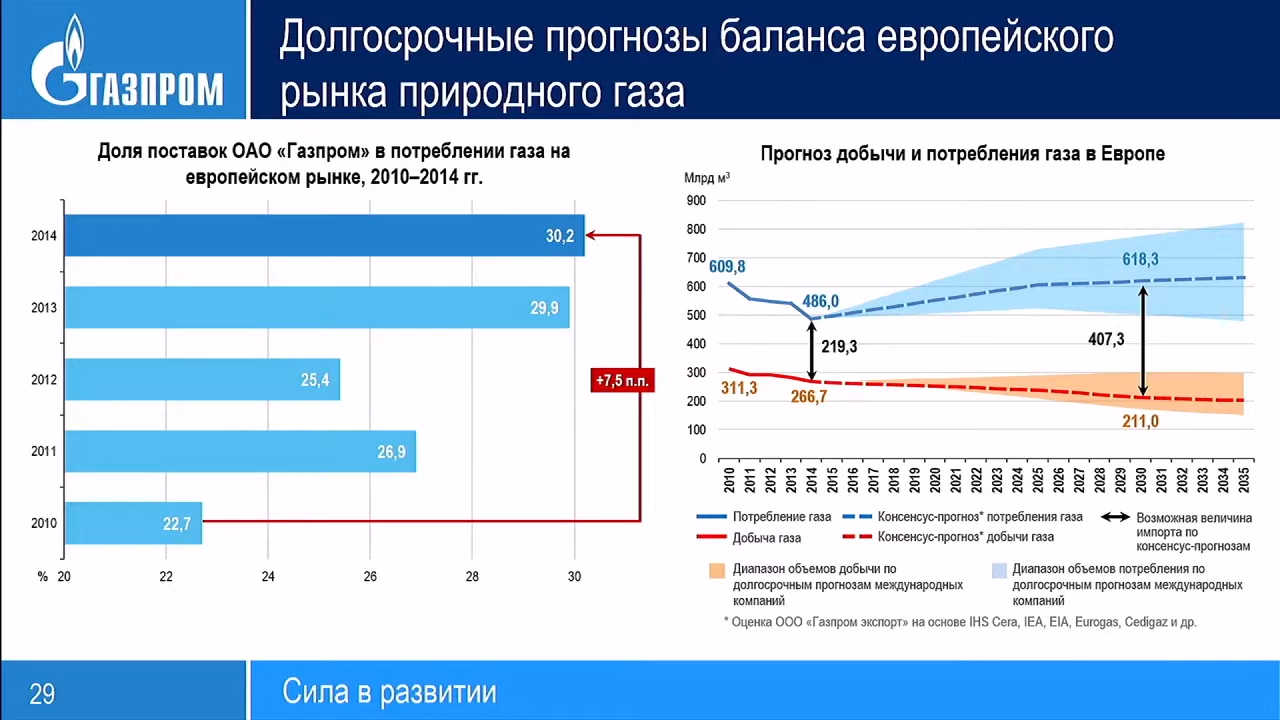 ГАЗПРОМ
Долгосрочные прогнозы баланса европейского
рынка природного газа
Доля поставок ОАО «Газпром» в потреблении газа на
европейском рынке, 2010–2014 гг.
2014
30,2
2013
29,9
2012
25,4
+7,5 п.п.
2011
26,9
2010
22,7
% 20 22 24 26 28 30
Прогноз добычи и потребления газа в Европе
Млрд м³
900
800
700
600
500
400
300
200
100
0
609,8
486,0
618,3
219,3
407,3
311,3
266,7
211,0
2010 2011 2012 2013 2014 2015 2016 2017 2018 2019 2020 2021 2022 2023 2024 2025 2026 2027 2028 2029 2030 2031 2032 2033 2034 2035
Потребление газа
Добыча газа
Консенсус-прогноз* потребления газа
Консенсус-прогноз* добычи газа
Возможная величина
импорта по
консенсус-прогнозам
Диапазон объемов добычи по
долгосрочным прогнозам международных
компаний
Диапазон объемов потребления по
долгосрочным прогнозам международных
компаний
* Оценка ООО «Газпром экспорт» на основе IHS Cera, IEA, EIA, Eurogas, Cedigaz и др.
29
Сила в развитии